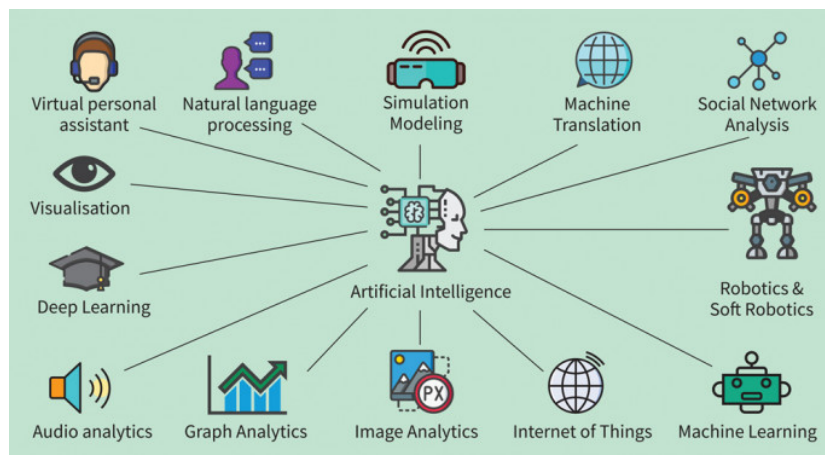 Virtual personal
assistant
Natural language
processing
Simulation
Modeling
Machine
Translation
Social Network
Analysis
Visualisation
Deep Learning
Artificial Intelligence
Robotics &
Soft Robotics
Audio analytics
Graph Analytics
PX
Image Analytics
Internet of Things
Machine Learning